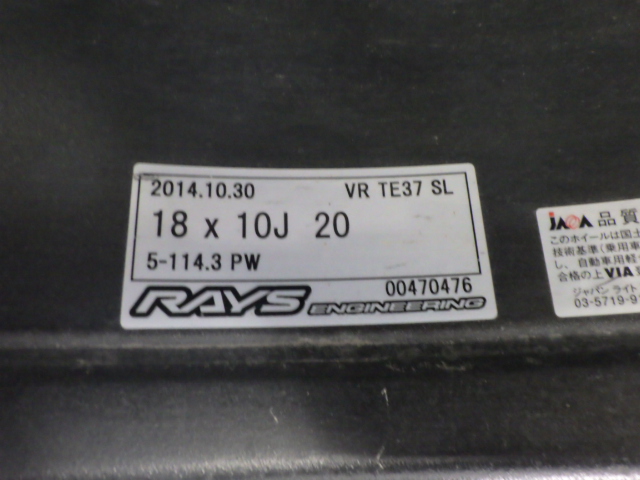 2014.10.30 VR TE37 SL
18 x 10J 20
5-114.3 PW
00470476
RAYS ENGINEERING
JAWA 品質
このホイールは国土
技術基準(乗用車
し、自動車用軽
合格の上VIA
ジャパン ライト
03-5719-9